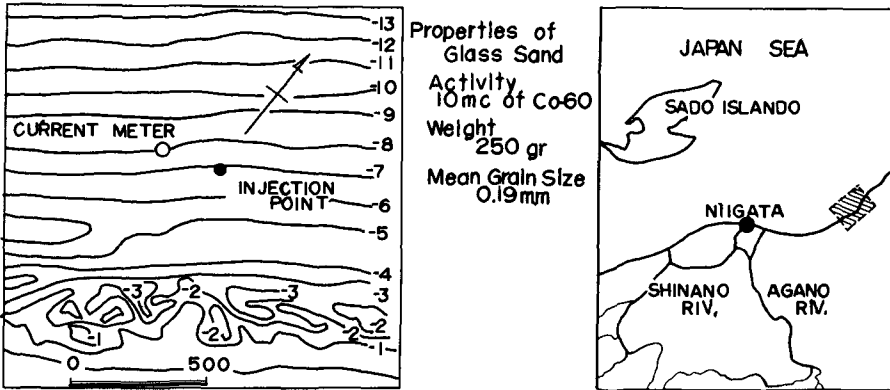 -13
-12
-11
-10
-9
CURRENT METER
-8
-7
INJECTION
POINT
-6
-5
-4
-3
-2
-3
-3
-2
-2
-2
-1
-1
0 500
Properties of
Glass Sand
Activity
10mc of Co-60
Weight
250 gr
Mean Grain Size
0.19mm
JAPAN SEA
SADO ISLANDO
NIIGATA
SHINANO
RIV.
AGANO
RIV.